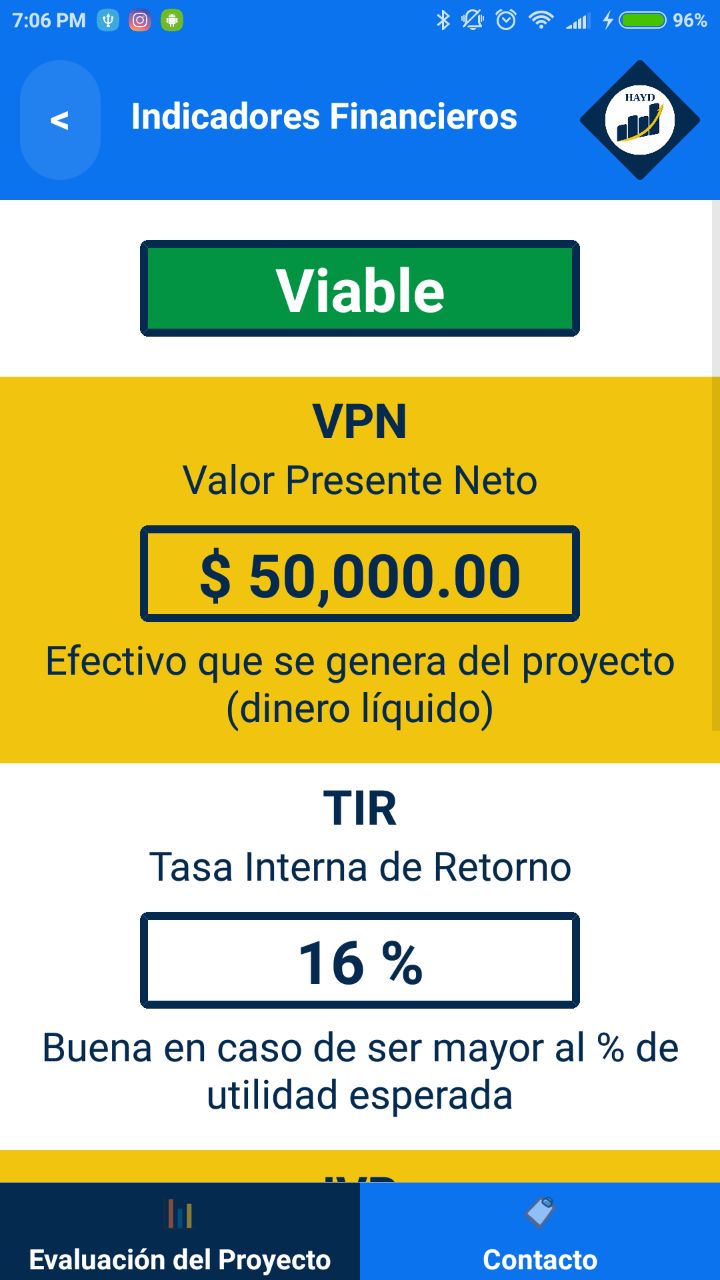 7:06 PM
96%
<
Indicadores Financieros
HAYD
Viable
VPN
Valor Presente Neto
$ 50,000.00
Efectivo que se genera del proyecto
(dinero líquido)
TIR
Tasa Interna de Retorno
16 %
Buena en caso de ser mayor al % de
utilidad esperada
Evaluación del Proyecto
Contacto